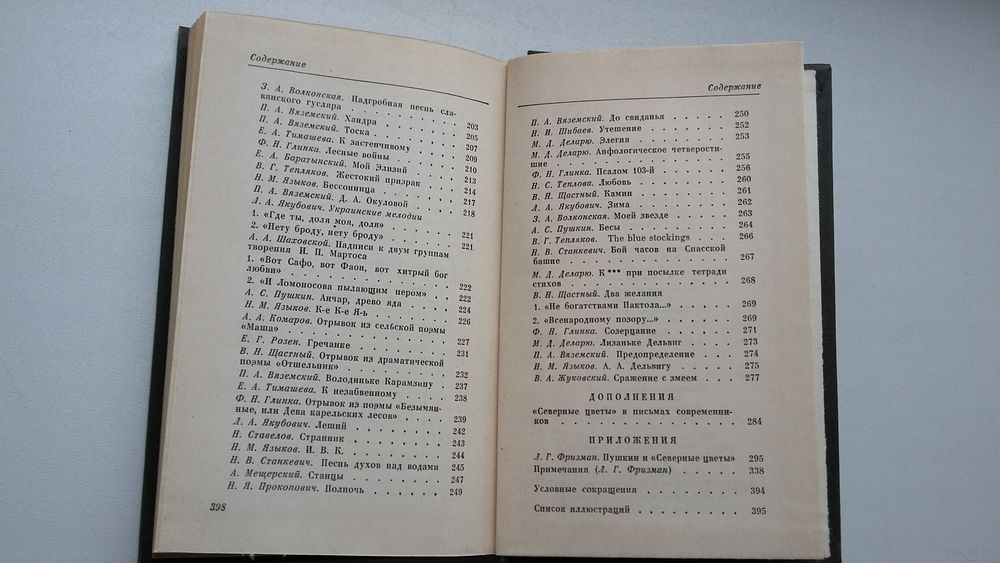 Содержание
З. А. Волконская. Надгробная песнь сла-
вянского гусляра . . . . . . . . 203
П. А. Вяземский. Хандра . . . . . . 205
П. А. Вяземский. Тоска . . . . . . 207
Е. А. Тимашева. К застенчивому . . . . 209
Ф. Н. Глинка. Лесные войны . . . . 210
Е. А. Баратынский. Мой Элизий . . . . 213
В. Г. Тепляков. Жестокий призрак . . . 214
Н. М. Языков. Бессонница . . . . . 217
П. А. Вяземский. Д. А. Окуловой . . . . 218
Л. А. Якубович. Украинские мелодии
1. «Где ты, доля моя, доля» . . . . . 221
2. «Нету броду, нету броду» . . . . . 221
А. А. Шаховской. Надписи к двум группам
творения И. П. Мартоса
1. «Вот Сафо, вот Фаон, вот хитрый бог
любви» . . . . . . . . 222
2. «И Ломоносова пылающим пером» . . 222
А. С. Пушкин. Анчар, древо яда . . . . 224
Н. М. Языков. К-е К-е Я-ь . . . . 226
А. А. Комаров. Отрывок из сельской поэмы
«Маша» . . . . . . . . 227
Е. Г. Розен. Гречанке . . . . . . 231
В. Н. Щастный. Отрывок из драматической
поэмы «Отшельник» . . . . . . 232
П. А. Вяземский. Володиньке Карамзину . 237
Е. А. Тимашева. К незабвенному . . . . 238
Ф. Н. Глинка. Отрывок из поэмы «Безымян-
ные, или Дева карельских лесов» . . . . 239
Л. А. Якубович. Леший . . . . . . 242
Н. Ставелов. Странник . . . . . . 243
Н. М. Языков. И. В. К. . . . . . . 244
Н. В. Станкевич. Песнь духов над водами 245
А. Мещерский. Станцы . . . . . . 247
Н. Я. Прокопович. Полночь . . . . . 249
398
Содержание
П. А. Вяземский. До свиданья . . . . 250
Н. И. Шибаев. Утешение . . . . . 252
М. Д. Деларю. Элегия . . . . . . 253
М. Д. Деларю. Анфологическое четверости-
шие . . . . . . . . . . 255
Ф. Н. Глинка. Псалом 103-й . . . . . 256
Н. С. Теплова. Любовь . . . . . . 260
В. Н. Щастный. Камин . . . . . . 261
Л. А. Якубович. Зима . . . . . . 262
З. А. Волконская. Моей звезде . . . . 263
А. С. Пушкин. Бесы . . . . . . . 264
В. Г. Тепляков. The blue stockings . . . 266
Н. В. Станкевич. Бой часов на Спасской
башне . . . . . . . . . 267
М. Д. Деларю. К *** при посылке тетради
стихов . . . . . . . . . 268
В. Н. Щастный. Два желания
1. «Не богатствами Пактола...» . . . . 269
2. «Всенародному позору...» . . . . 269
Ф. Н. Глинка. Созерцание . . . . . 271
М. Д. Деларю. Лизаньке Дельвиг . . . 273
П. А. Вяземский. Предопределение . . . 274
Н. М. Языков. А. А. Дельвигу . . . . 275
В. А. Жуковский. Сражение с змеем . . . 277
ДОПОЛНЕНИЯ
«Северные цветы» в письмах современни-
ков . . . . . . . . . . 284
ПРИЛОЖЕНИЯ
Л. Г. Фризман. Пушкин и «Северные цветы» 295
Примечания (Л. Г. Фризман) . . . . . 338
Условные сокращения . . . . . . . 394
Список иллюстраций . . . . . . . 395